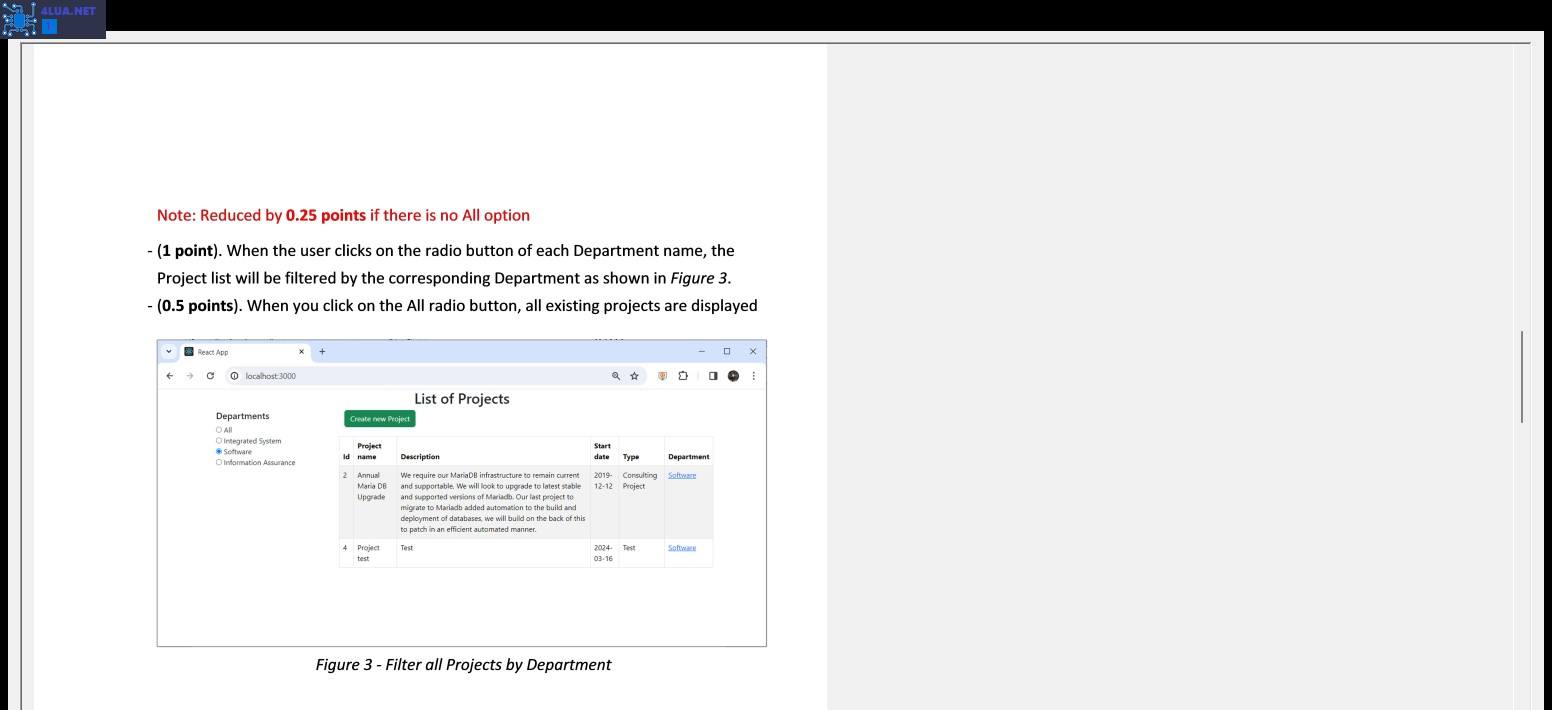 4LUA.NET
Note: Reduced by 0.25 points if there is no All option
- (1 point). When the user clicks on the radio button of each Department name, the
Project list will be filtered by the corresponding Department as shown in Figure 3.
- (0.5 points). When you click on the All radio button, all existing projects are displayed
React App
localhost:3000
List of Projects
Departments
All
Integrated System
Software
Information Assurance
Create new Project
Id Project name Description Start date Type Department
2 Annual Maria DB Upgrade
We require our MariaDB infrastructure to remain current
and supportable. We will look to upgrade to latest stable
and supported versions of Mariadb. Our last project to
migrate to Mariadb added automation to the build and
deployment of databases, we will build on the back of this
to patch in an efficient automated manner.
2019-12-12 Consulting Project Software
4 Project test Test 2024-03-16 Test Software
Figure 3 - Filter all Projects by Department